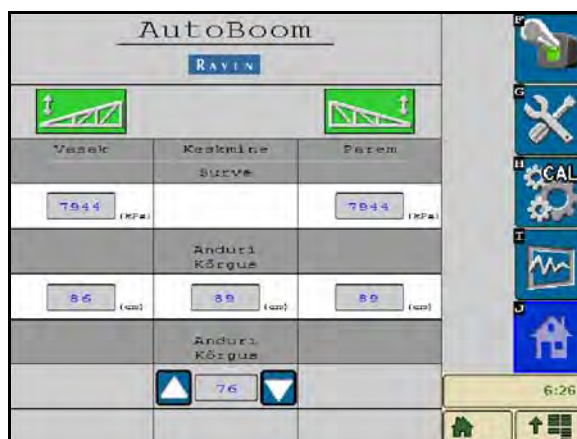 AutoBoom
RAVEN
Vasak Keskmine Parem
Surve
7944 (kPa) 7944 (kPa)
Anduri
Kõrgus
86 (cm) 89 (cm) 89 (cm)
Anduri
Kõrgus
76
F
G
H
CAL
I
J
6:26